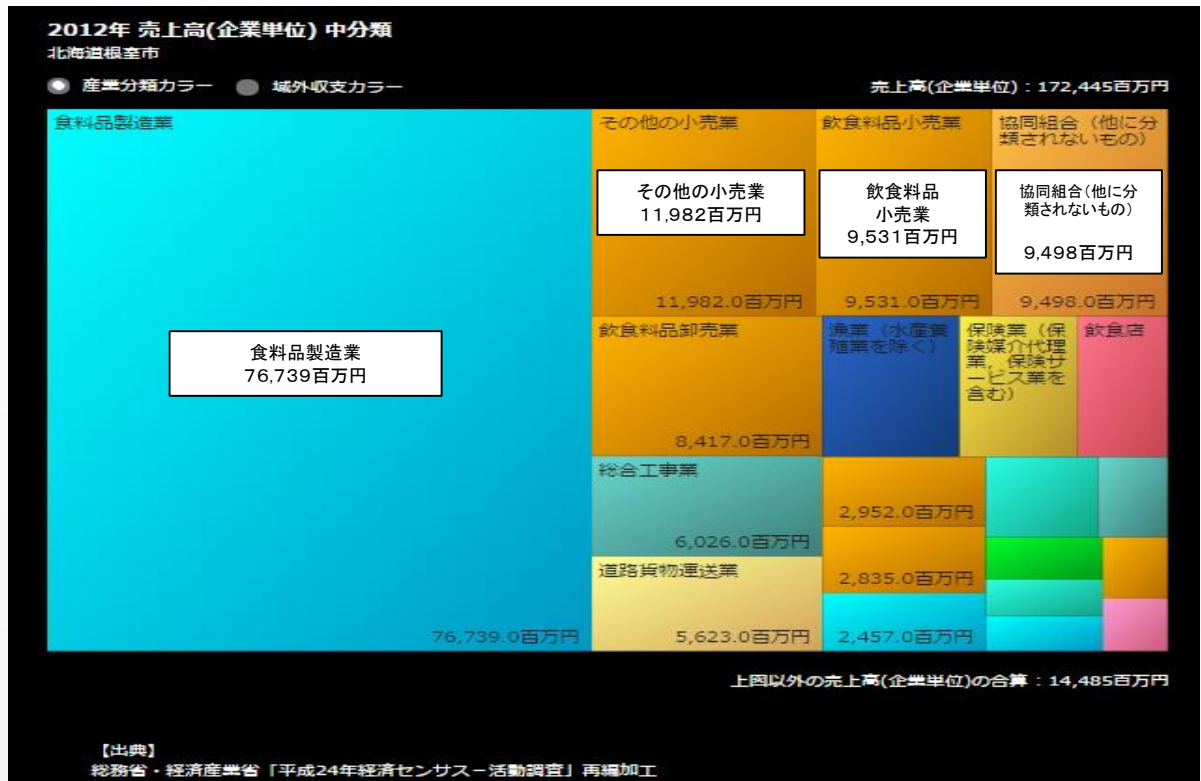 2012年 売上高(企業単位) 中分類
北海道根室市
産業分類カラー 域外収支カラー
売上高(企業単位)：172,445百万円
食料品製造業
食料品製造業
76,739百万円
76,739.0百万円
その他の小売業
その他の小売業
11,982百万円
11,982.0百万円
飲食料品小売業
飲食料品
小売業
9,531百万円
9,531.0百万円
協同組合（他に分
類されないもの）
協同組合(他に分
類されないもの)
9,498百万円
9,498.0百万円
飲食料品卸売業
8,417.0百万円
漁業（水産養
殖業を除く）
保険業（保
険媒介代理
業，保険サ
ービス業を
含む）
飲食店
総合工事業
6,026.0百万円
道路貨物運送業
5,623.0百万円
2,952.0百万円
2,835.0百万円
2,457.0百万円
上図以外の売上高(企業単位)の合算：14,485百万円
【出典】
総務省・経済産業省「平成24年経済センサス－活動調査」再編加工